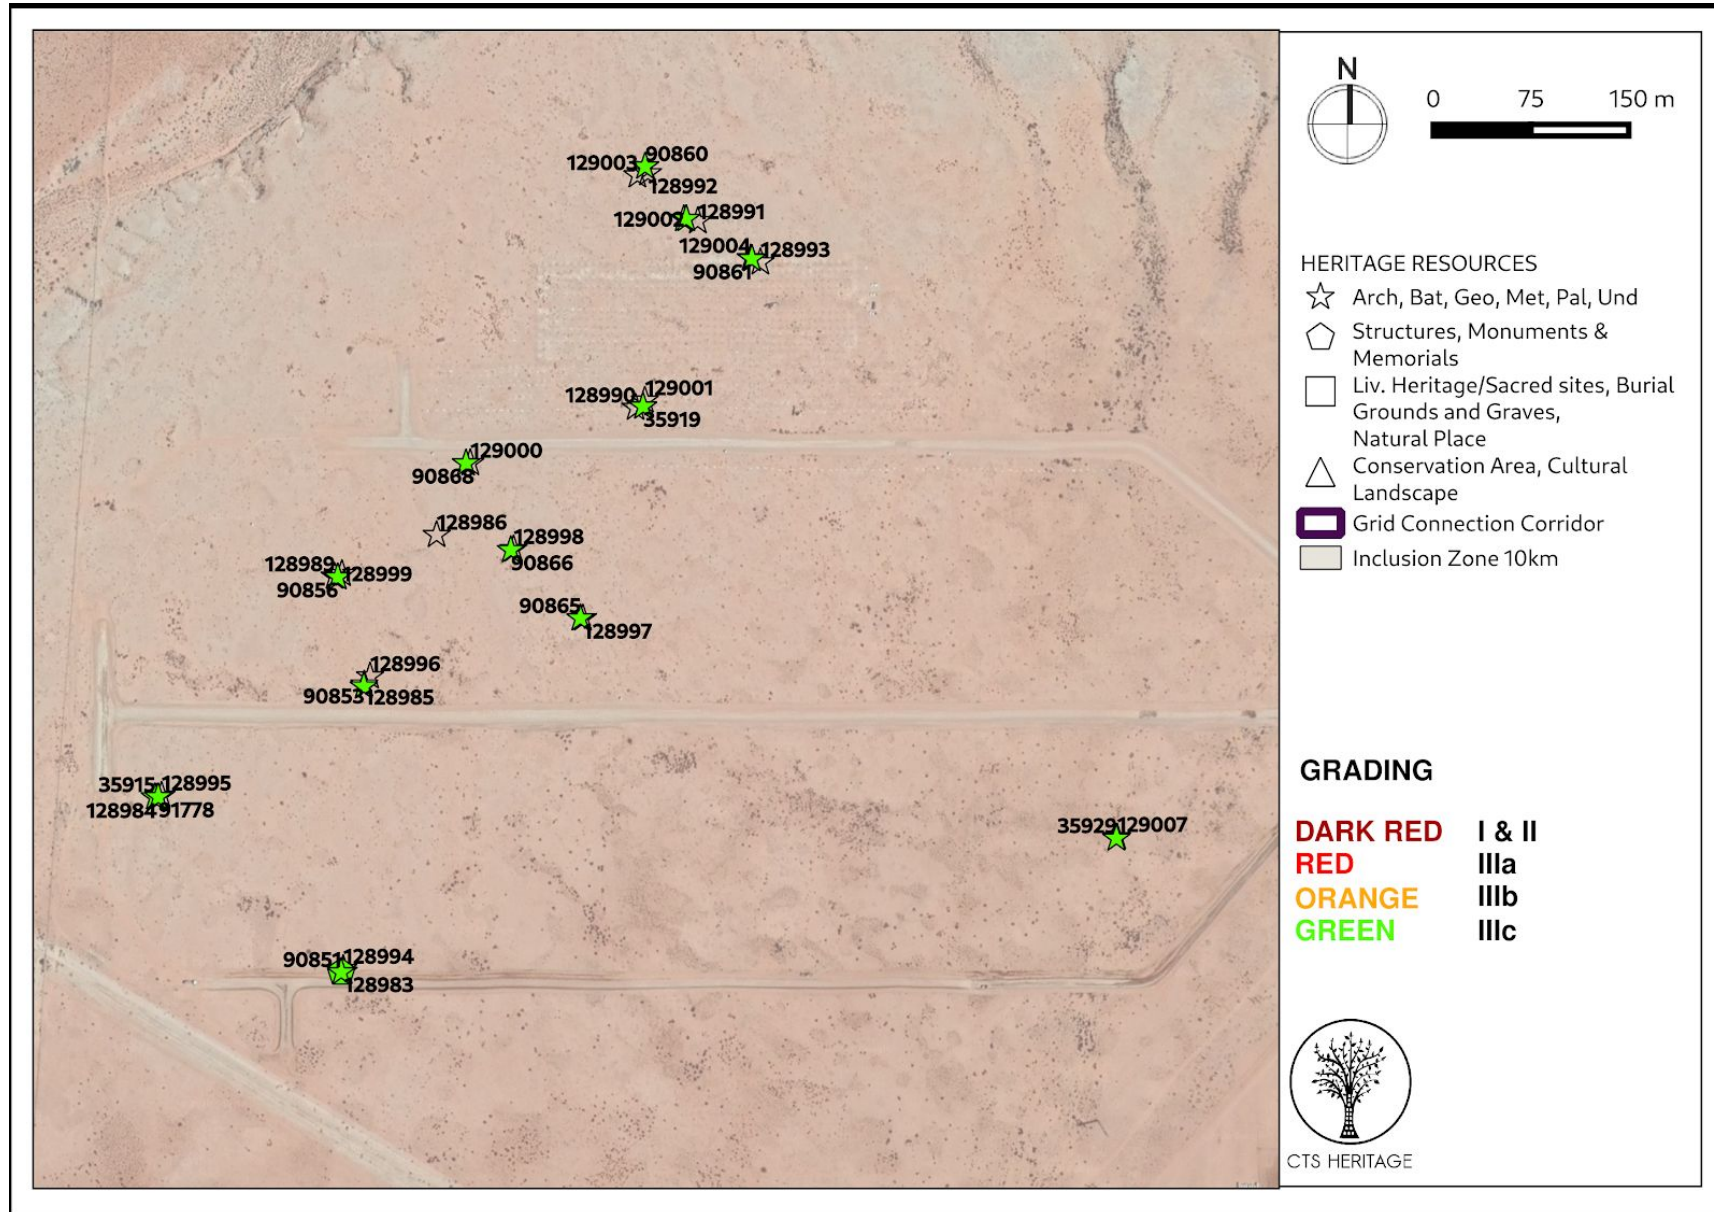 N
0 75 150 m
129003 90860
128992
129002 128991
129004 128993
90861
128990 129001
35919
129000
90868
128986
128998
90866
128989 128999
90856
90865
128997
128996
90853 128985
35915 128995
128984 91778
35929 129007
90851 128994
128983
HERITAGE RESOURCES
Arch, Bat, Geo, Met, Pal, Und
Structures, Monuments &
Memorials
Liv. Heritage/Sacred sites, Burial
Grounds and Graves,
Natural Place
Conservation Area, Cultural
Landscape
Grid Connection Corridor
Inclusion Zone 10km
GRADING
DARK RED I & II
RED IIIa
ORANGE IIIb
GREEN IIIc
CTS HERITAGE